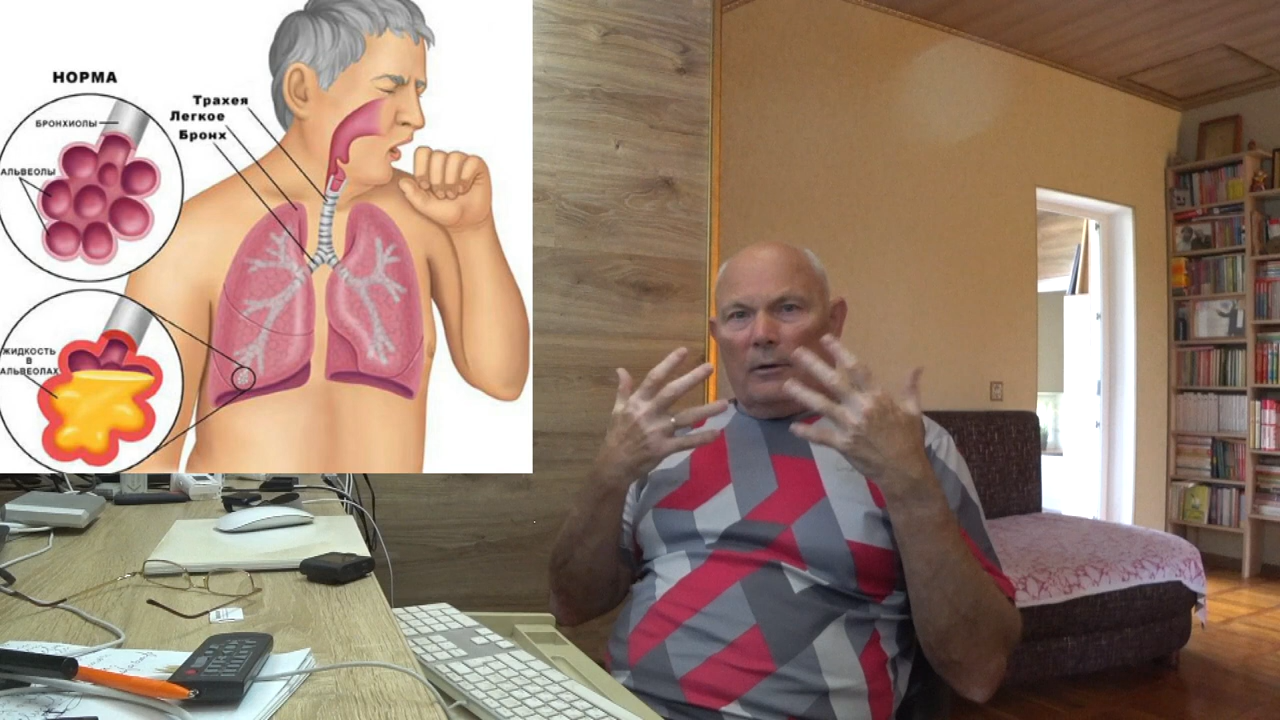 НОРМА
БРОНХИОЛЫ
АЛЬВЕОЛЫ
Трахея
Легкое
Бронх
ЖИДКОСТЬ
В
АЛЬВЕОЛАХ